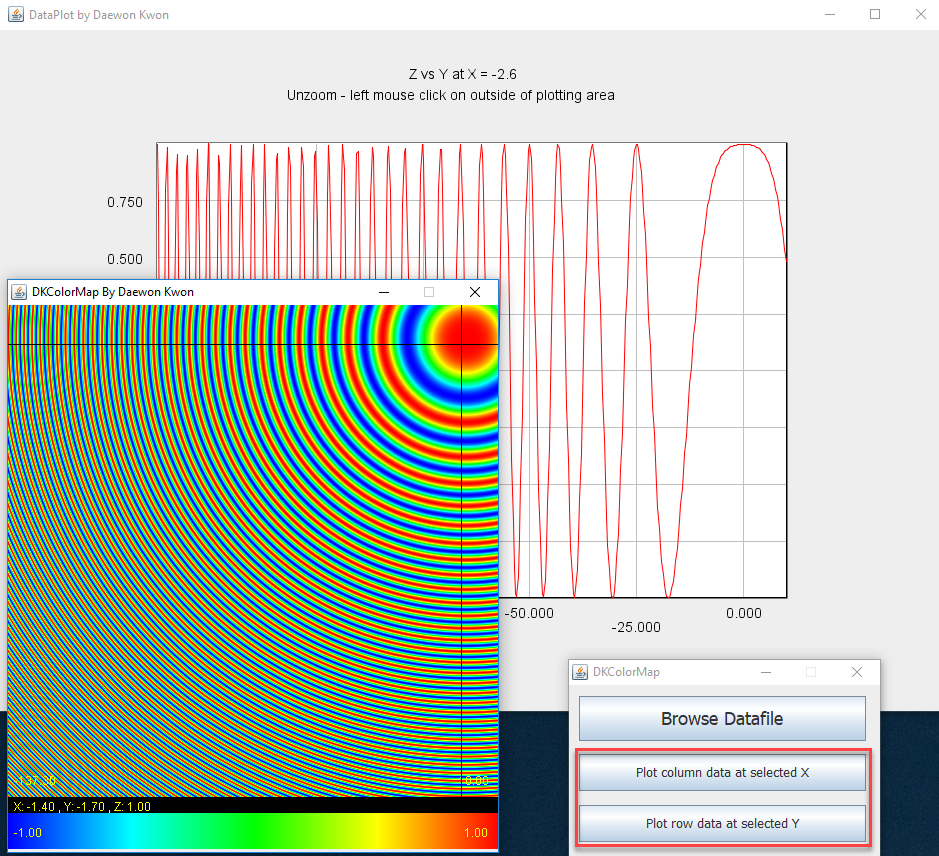 DataPlot by Daewon Kwon
Z vs Y at X = -2.6
Unzoom - left mouse click on outside of plotting area
0.750
0.500
DKColorMap By Daewon Kwon
-137.30
0.00
X: -1.40 , Y: -1.70 , Z: 1.00
-1.00
1.00
-50.000
0.000
-25.000
DKColorMap
Browse Datafile
Plot column data at selected X
Plot row data at selected Y